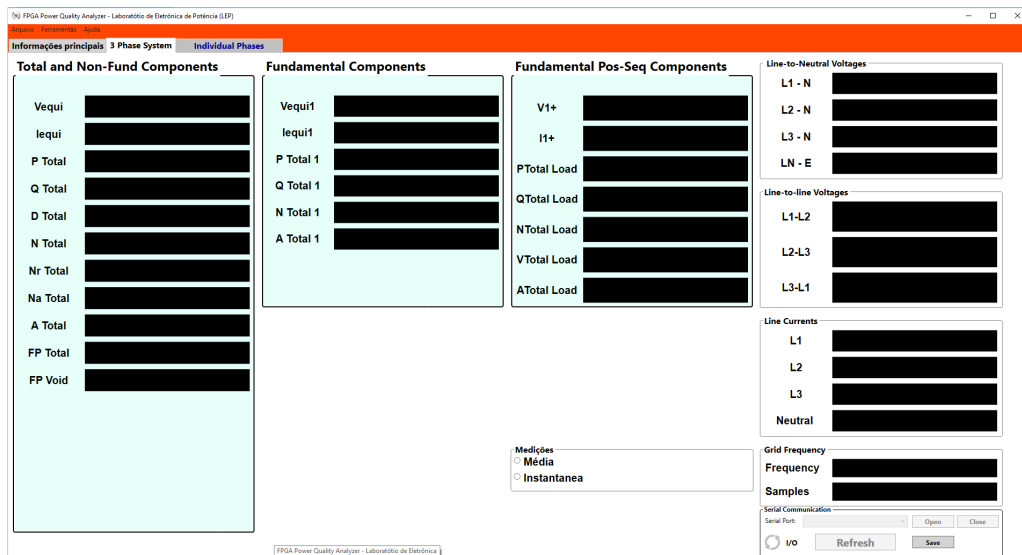 FPGA Power Quality Analyzer - Laboratótio de Eletrônica de Potência (LEP)
Arquivo Ferramentas Ajuda
Informações principais 3 Phase System Individual Phases
Total and Non-Fund Components
Vequi
Iequi
P Total
Q Total
D Total
N Total
Nr Total
Na Total
A Total
FP Total
FP Void
Fundamental Components
Vequi1
Iequi1
P Total 1
Q Total 1
N Total 1
A Total 1
Fundamental Pos-Seq Components
V1+
I1+
PTotal Load
QTotal Load
NTotal Load
VTotal Load
ATotal Load
Medições
Média
Instantanea
Line-to-Neutral Voltages
L1 - N
L2 - N
L3 - N
LN - E
Line-to-line Voltages
L1-L2
L2-L3
L3-L1
Line Currents
L1
L2
L3
Neutral
Grid Frequency
Frequency
Samples
Serial Communication
Serial Port: Open Close
I/O Refresh Save
FPGA Power Quality Analyzer - Laboratótio de Eletrônica